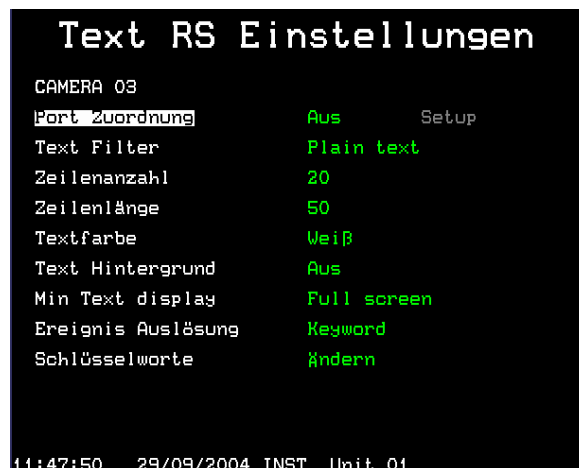 Text RS Einstellungen
CAMERA 03
Port Zuordnung Aus Setup
Text Filter Plain text
Zeilenanzahl 20
Zeilenlänge 50
Textfarbe Weiß
Text Hintergrund Aus
Min Text display Full screen
Ereignis Auslösung Keyword
Schlüsselworte Ändern
11:47:50 29/09/2004 INST Unit 01